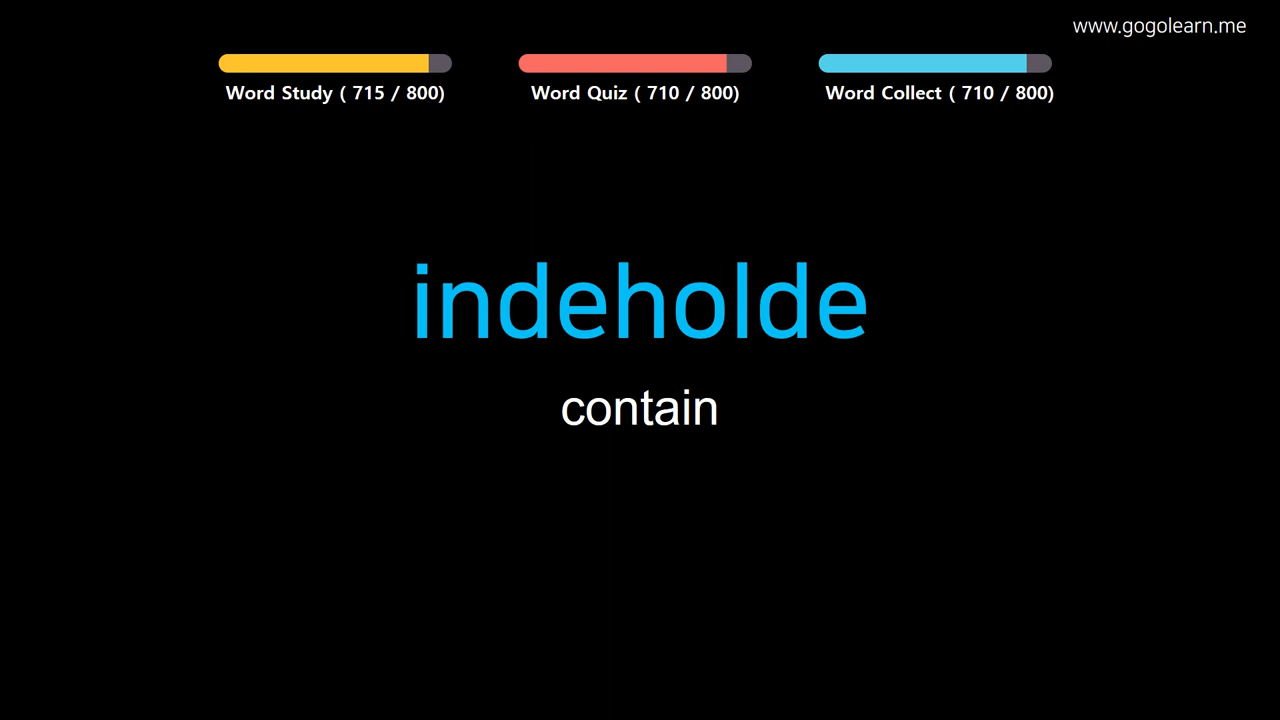 www.gogolearn.me
Word Study ( 715 / 800)
Word Quiz ( 710 / 800)
Word Collect ( 710 / 800)
indeholde
contain